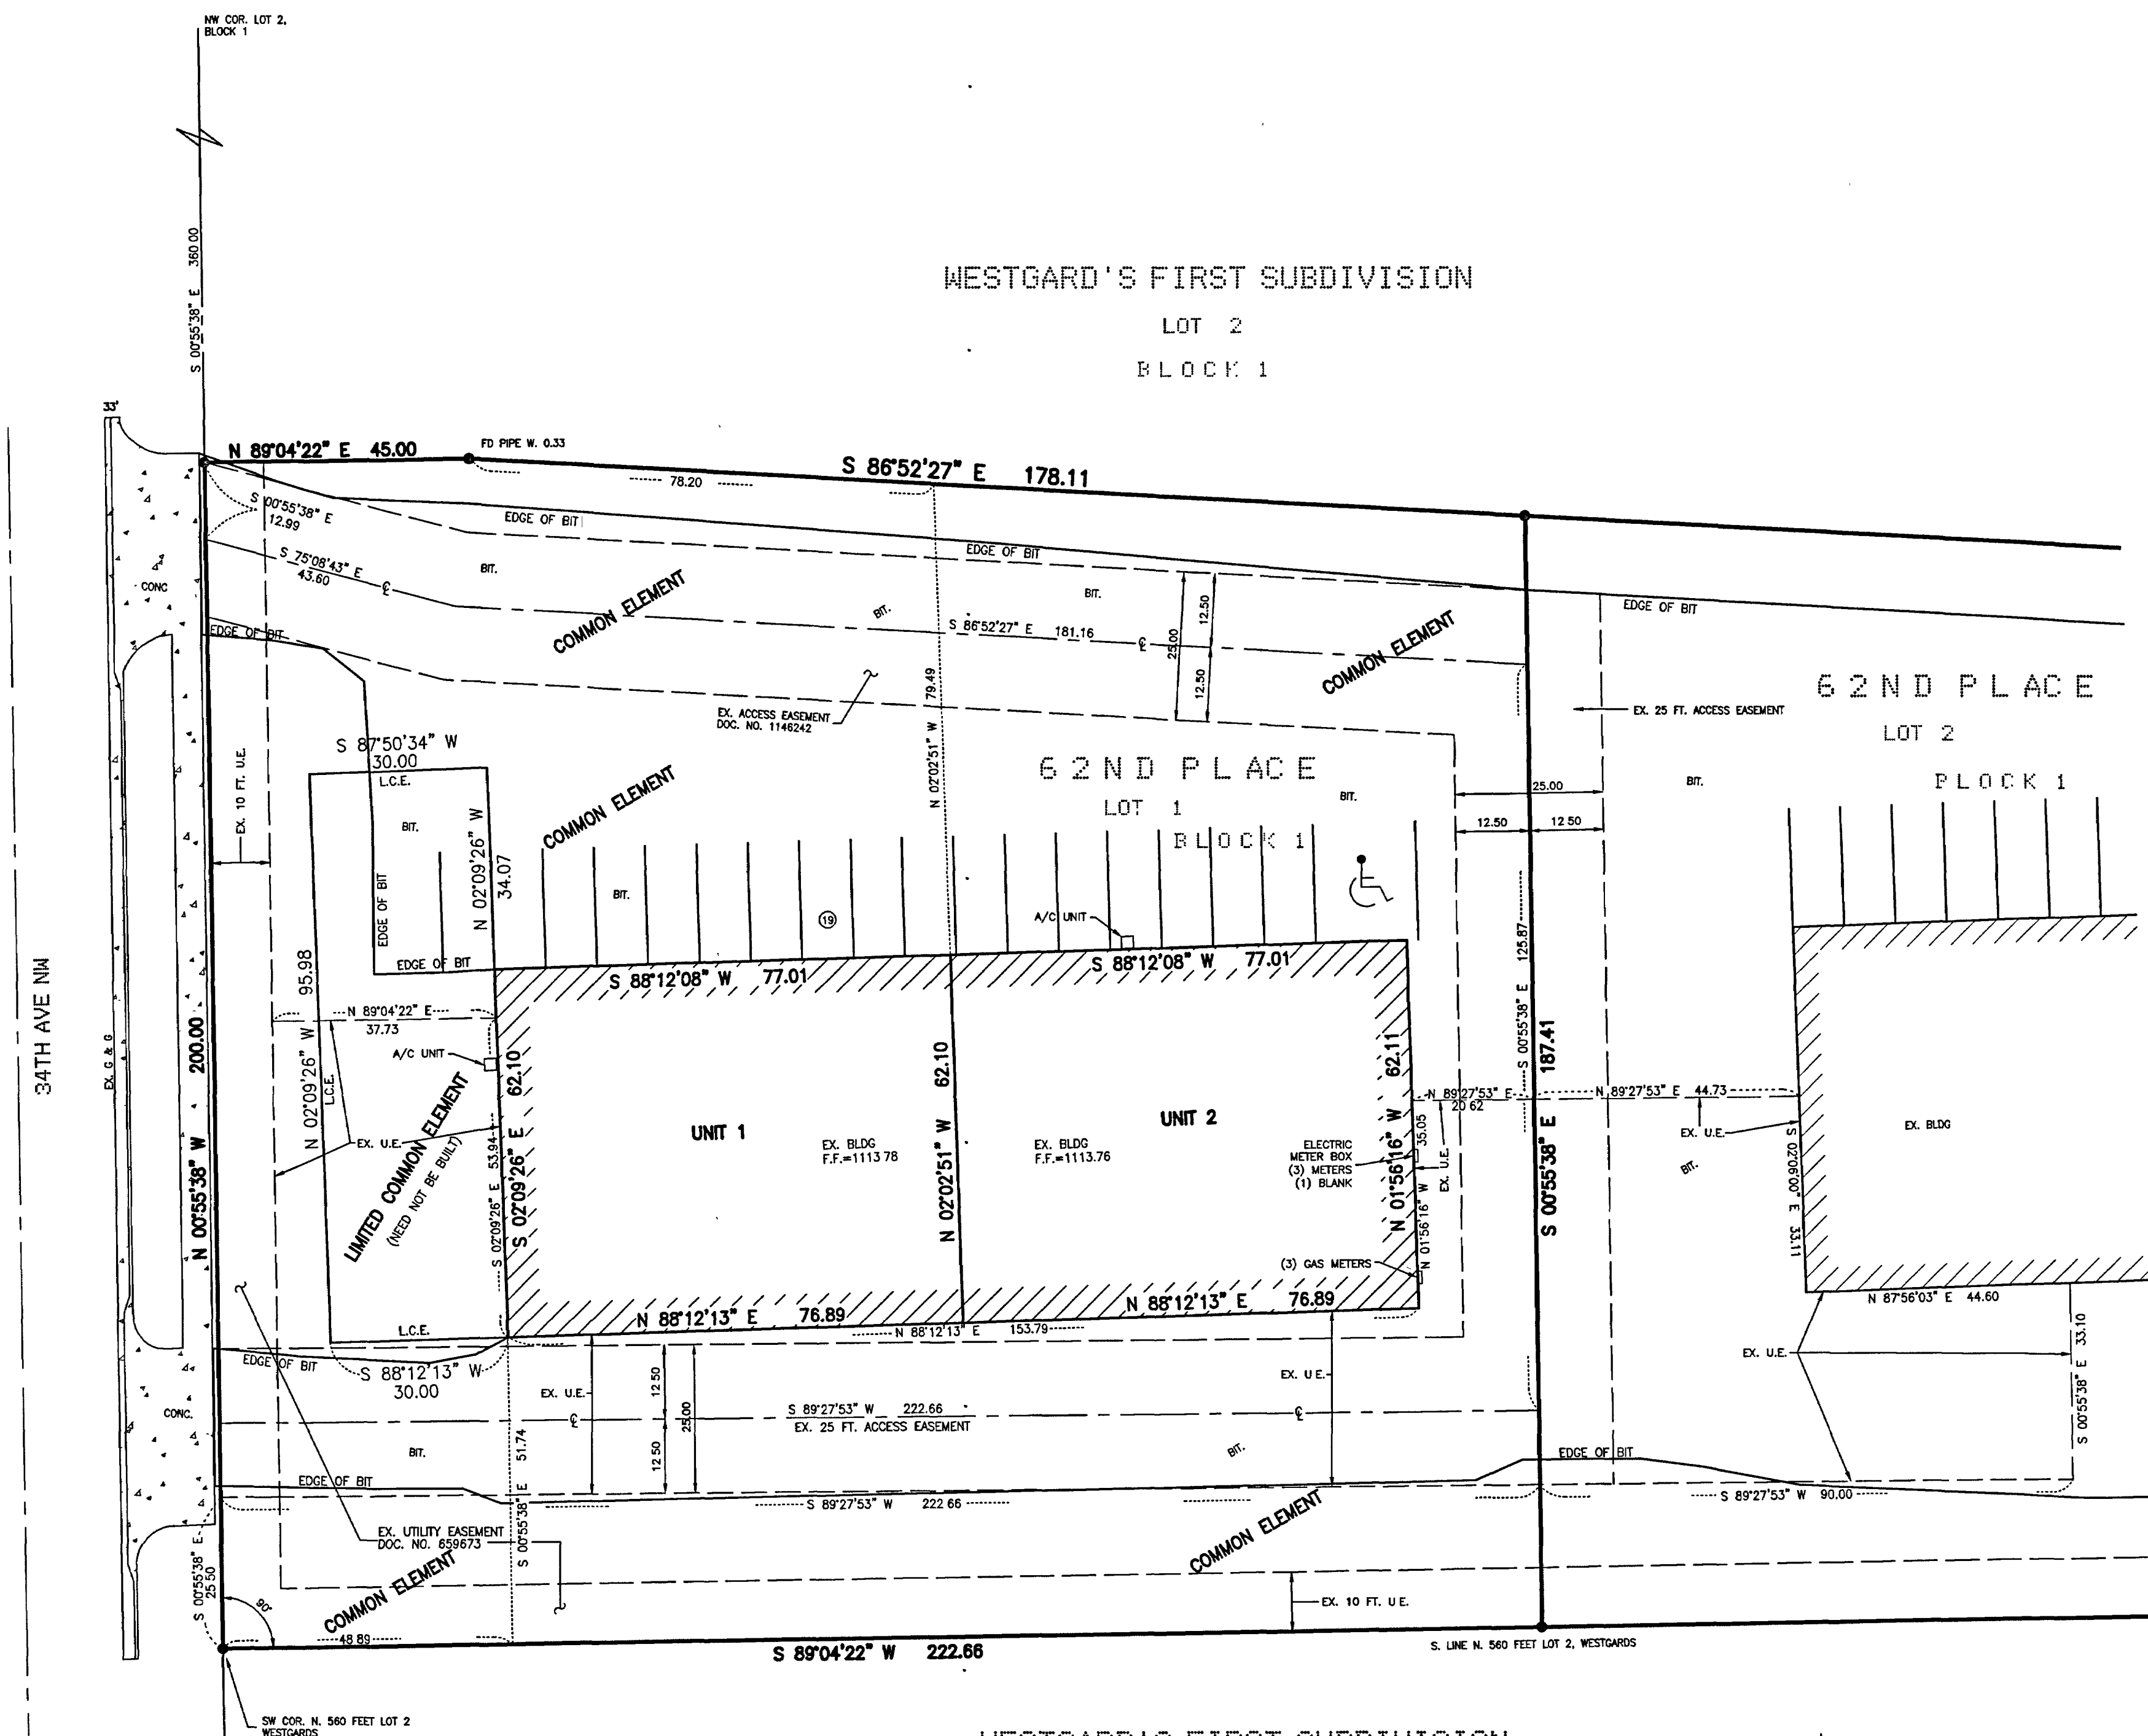 NW COR. LOT 2,
BLOCK 1
S 00°55'38" E 360.00
WESTGARD'S FIRST SUBDIVISION
LOT 2
BLOCK 1
33'
N 89°04'22" E 45.00
FD PIPE W. 0.33
S 86°52'27" E 178.11
78.20
S 00°55'38" E
12.99
EDGE OF BIT
EDGE OF BIT
S 75°08'43" E
43.60
℄
BIT.
CONC
COMMON ELEMENT
BIT.
BIT.
12.50
25.00
12.50
EDGE OF BIT
EDGE OF BIT
S 86°52'27" E 181.16
℄
COMMON ELEMENT
N 02°02'51" W 79.49
EX. ACCESS EASEMENT
DOC. NO. 1146242
62ND PLACE
LOT 2
BLOCK 1
EX. 25 FT. ACCESS EASEMENT
S 87°50'34" W
30.00
L.C.E.
EX. 10 FT. U.E.
BIT.
COMMON ELEMENT
62ND PLACE
LOT 1
BLOCK 1
BIT.
25.00
12.50
12 50
BIT.
N 02°09'26" W
34.07
EDGE OF BIT
BIT.
19
A/C UNIT
EDGE OF BIT
S 88°12'08" W 77.01
S 88°12'08" W 77.01
S 00°55'38" E 125.87
34TH AVE NW
EX. G & G
N 00°55'38" W 200.00
N 02°09'26" W 95.98
L.C.E.
N 89°04'22" E
37.73
A/C UNIT
EX. U.E.
LIMITED COMMON ELEMENT
(NEED NOT BE BUILT)
S 02°09'26" E 53.94
S 02°09'26" E 62.10
UNIT 1
EX. BLDG
F.F.=1113 78
N 02°02'51" W 62.10
UNIT 2
EX. BLDG
F.F.=1113.76
ELECTRIC
METER BOX
(3) METERS
(1) BLANK
N 01°56'16" W 62.11
N 01°56'16" W 35.05
EX. U.E.
N 89°27'53" E
20 62
N 89°27'53" E 44.73
S 00°55'38" E 187.41
EX. U.E.
BIT.
S 02°06'00" E 33.11
EX. BLDG
(3) GAS METERS
N 88°12'13" E 76.89
N 88°12'13" E 76.89
N 88°12'13" E 153.79
N 87°56'03" E 44.60
L.C.E.
EDGE OF BIT
S 88°12'13" W
30.00
EX. U.E.
12 50
25.00
12 50
EX. U E.
EX. U.E.
S 00°55'38" E 33.10
CONC.
℄
S 89°27'53" W 222.66
EX. 25 FT. ACCESS EASEMENT
℄
BIT.
BIT.
EDGE OF BIT
EDGE OF BIT
S 00°55'38" E 51.74
S 89°27'53" W 222 66
S 89°27'53" W 90.00
EX. UTILITY EASEMENT
DOC. NO. 659673
COMMON ELEMENT
COMMON ELEMENT
S 00°55'38" E
25 50
90°
48 89
EX. 10 FT. U E.
S 89°04'22" W 222.66
S. LINE N. 560 FEET LOT 2, WESTGARDS
SW COR. N. 560 FEET LOT 2
WESTGARDS
WESTGARD'S FIRST SUBDIVISION